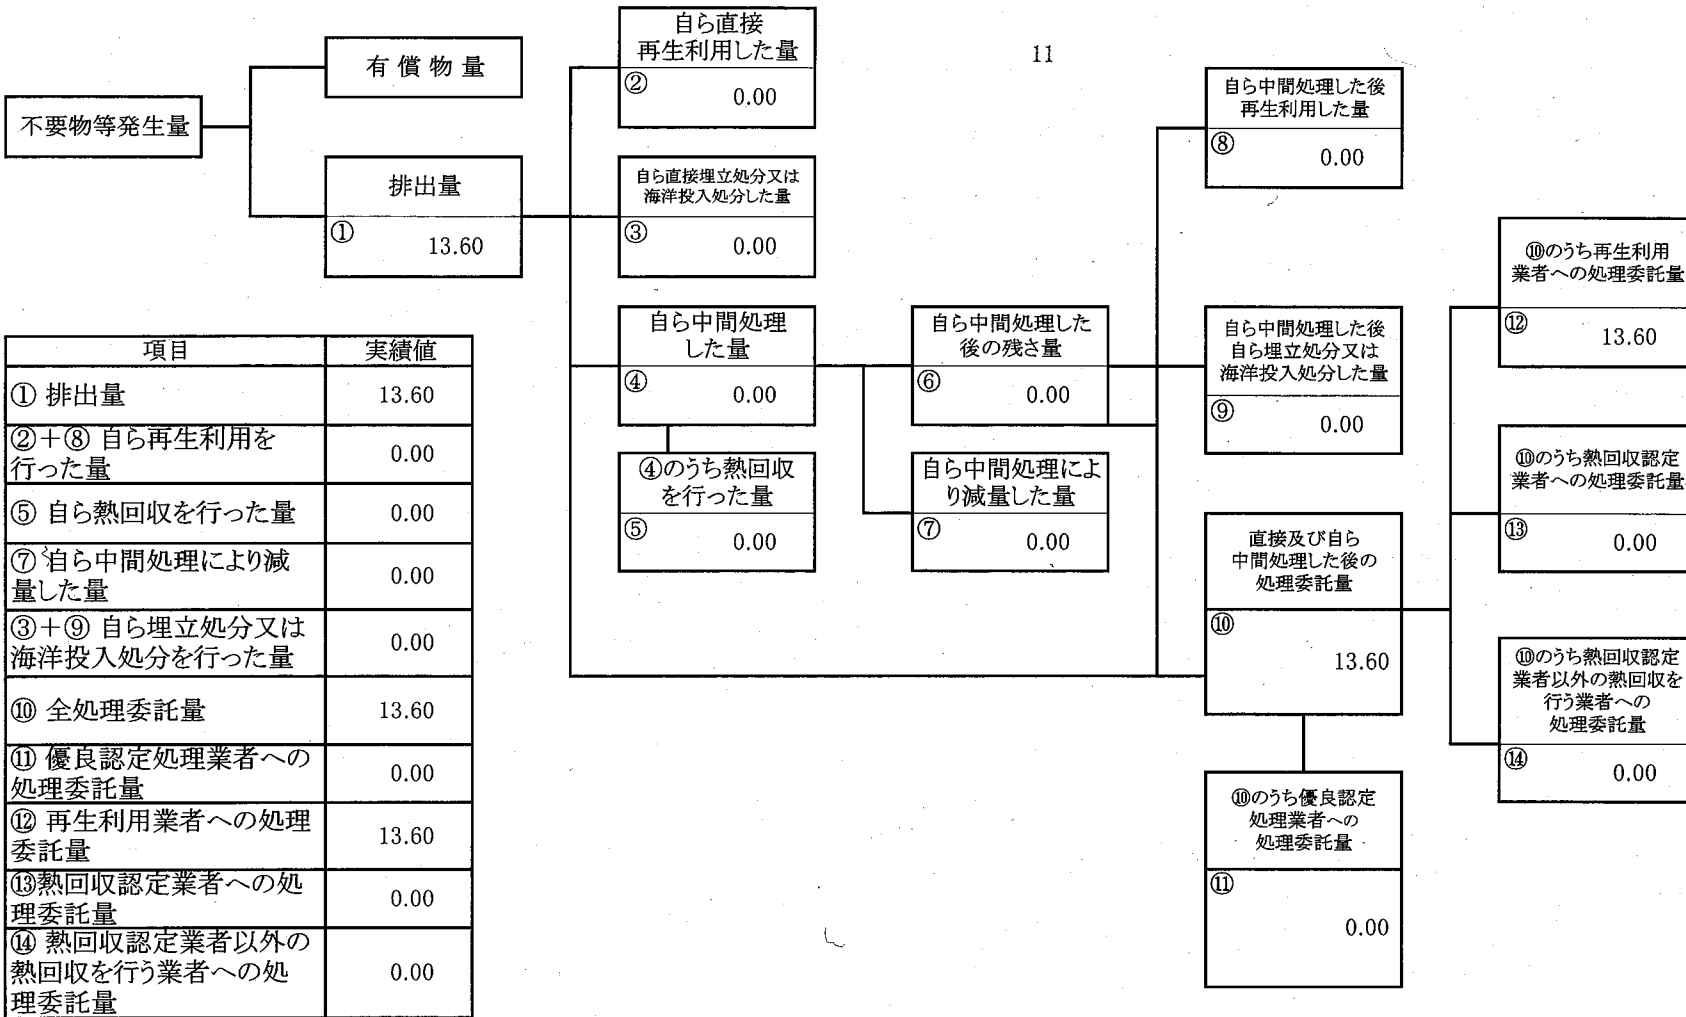 11
不要物等発生量
有償物量
排出量
①
13.60
自ら直接
再生利用した量
②
0.00
自ら直接埋立処分又は
海洋投入処分した量
③
0.00
自ら中間処理
した量
④
0.00
④のうち熱回収
を行った量
⑤
0.00
自ら中間処理した
後の残さ量
⑥
0.00
自ら中間処理によ
り減量した量
⑦
0.00
自ら中間処理した後
再生利用した量
⑧
0.00
自ら中間処理した後
自ら埋立処分又は
海洋投入処分した量
⑨
0.00
直接及び自ら
中間処理した後の
処理委託量
⑩
13.60
⑩のうち優良認定
処理業者への
処理委託量
⑪
0.00
⑩のうち再生利用
業者への処理委託量
⑫
13.60
⑩のうち熱回収認定
業者への処理委託量
⑬
0.00
⑩のうち熱回収認定
業者以外の熱回収を
行う業者への
処理委託量
⑭
0.00
項目 実績値
① 排出量 13.60
②+⑧ 自ら再生利用を
行った量 0.00
⑤ 自ら熱回収を行った量 0.00
⑦ 自ら中間処理により減
量した量 0.00
③+⑨ 自ら埋立処分又は
海洋投入処分を行った量 0.00
⑩ 全処理委託量 13.60
⑪ 優良認定処理業者への
処理委託量 0.00
⑫ 再生利用業者への処理
委託量 13.60
⑬熱回収認定業者への処
理委託量 0.00
⑭ 熱回収認定業者以外の
熱回収を行う業者への処
理委託量 0.00